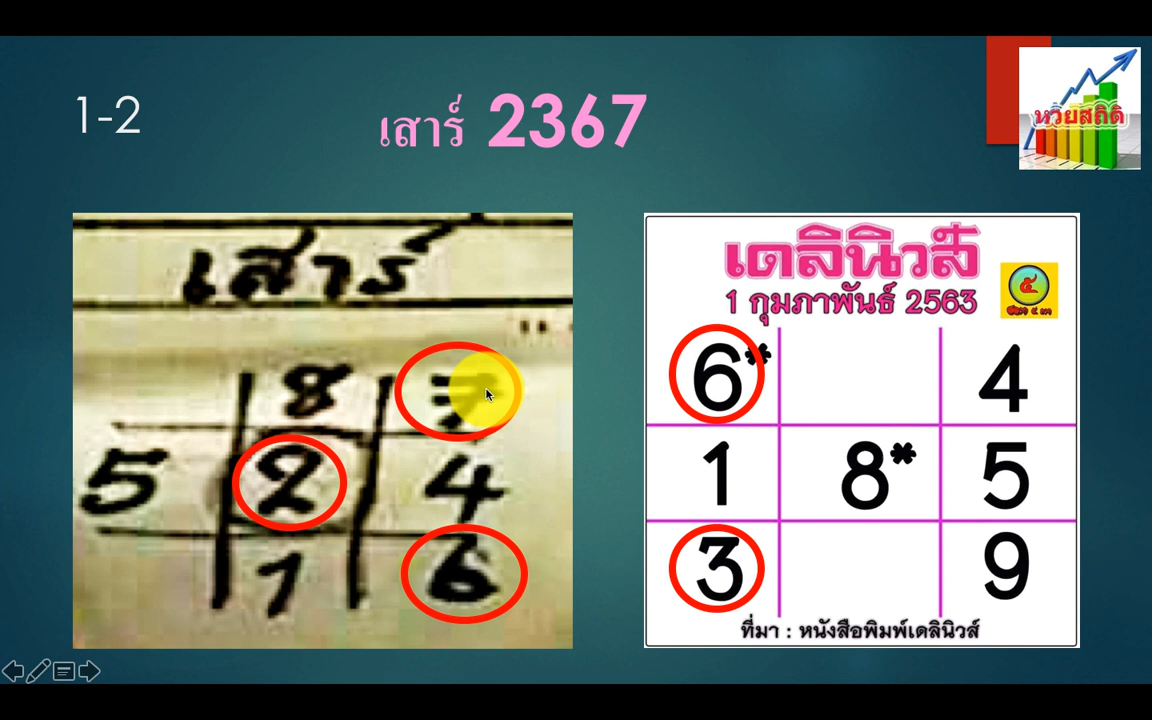 1-2
เสาร์ 2367
หวยสถิติ
เสาร์
8 7
5 2 4
1 6
เดลินิวส์
1 กุมภาพันธ์ 2563
๕
6* 4
1 8* 5
3 9
ที่มา : หนังสือพิมพ์เดลินิวส์